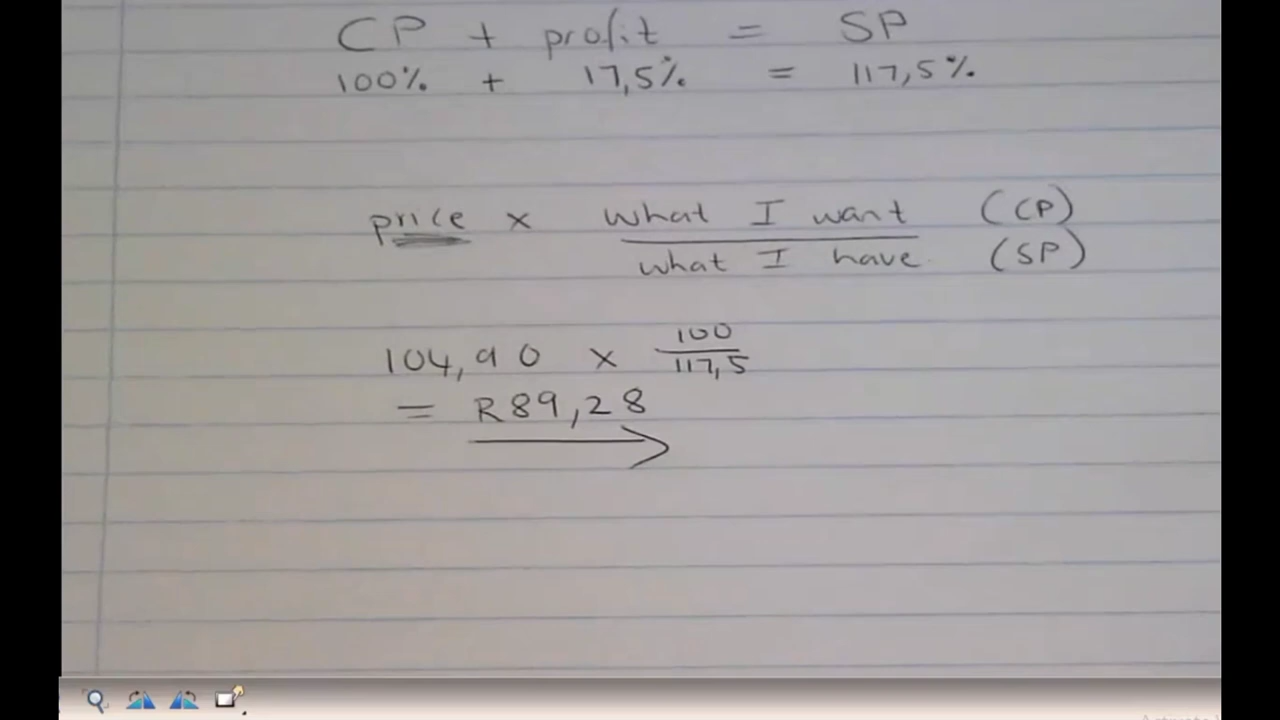 CP + profit = SP
100% + 17,5% = 117,5%
price x what I want (CP)
what I have (SP)
104,90 x 100
117,5
= R89,28